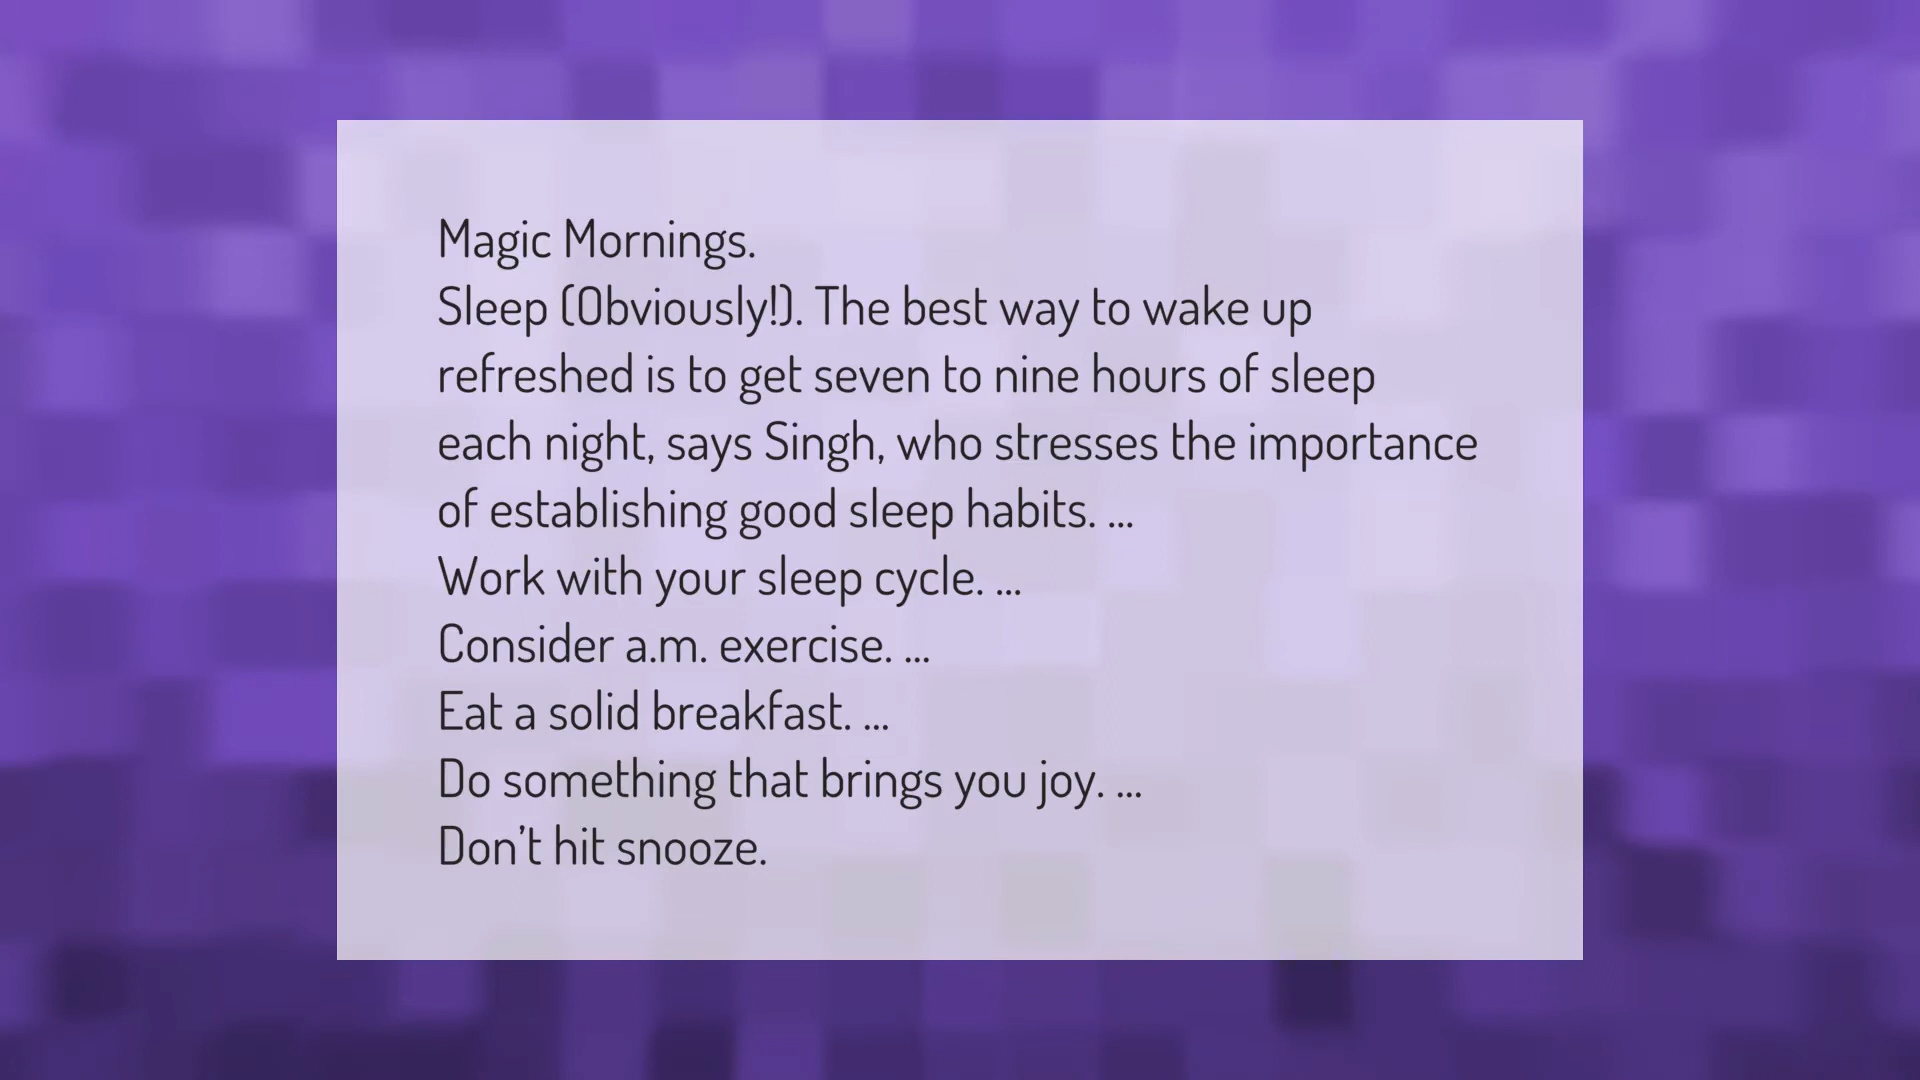 Magic Mornings.
Sleep (Obviously!). The best way to wake up
refreshed is to get seven to nine hours of sleep
each night, says Singh, who stresses the importance
of establishing good sleep habits. ...
Work with your sleep cycle. ...
Consider a.m. exercise. ...
Eat a solid breakfast. ...
Do something that brings you joy. ...
Don't hit snooze.